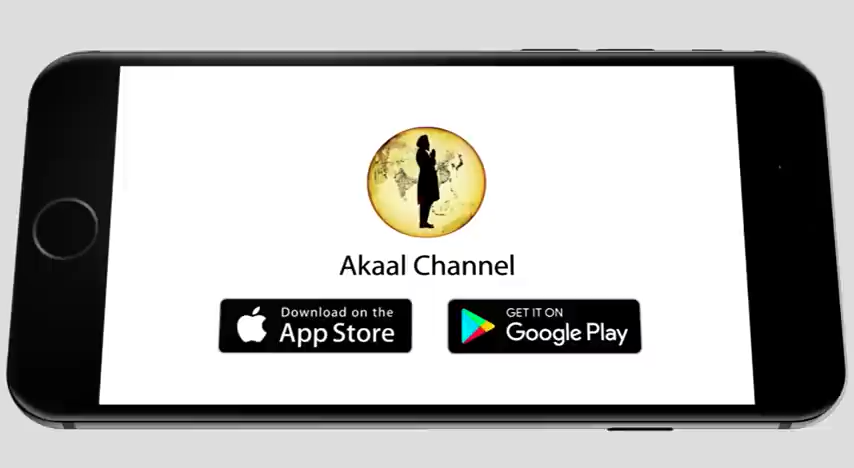 Akaal Channel
Download on the
App Store
GET IT ON
Google Play